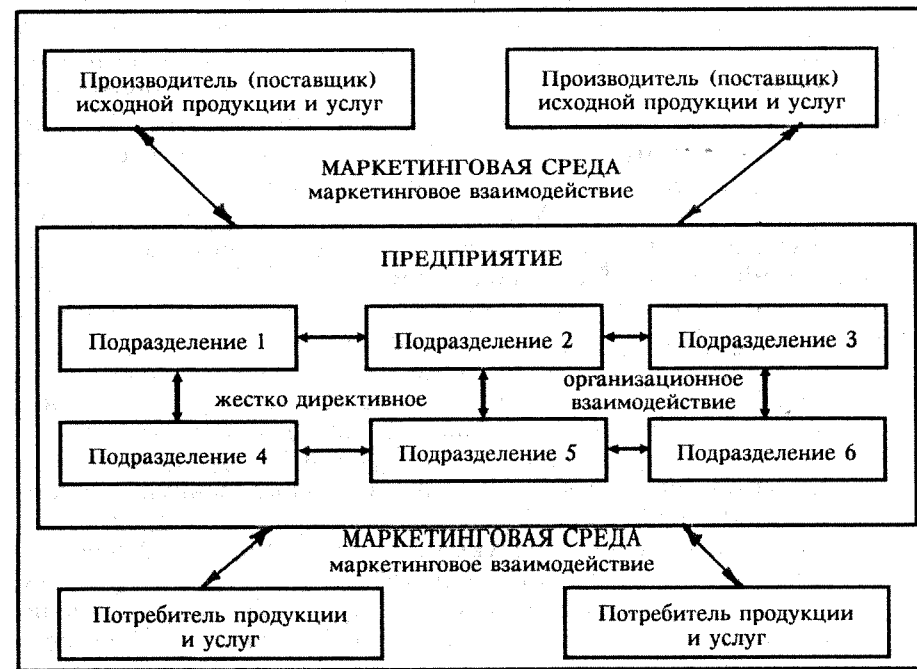 Производитель (поставщик)
исходной продукции и услуг
Производитель (поставщик)
исходной продукции и услуг
МАРКЕТИНГОВАЯ СРЕДА
маркетинговое взаимодействие
ПРЕДПРИЯТИЕ
Подразделение 1
Подразделение 2
Подразделение 3
жестко директивное
организационное
взаимодействие
Подразделение 4
Подразделение 5
Подразделение 6
МАРКЕТИНГОВАЯ СРЕДА
маркетинговое взаимодействие
Потребитель продукции
и услуг
Потребитель продукции
и услуг